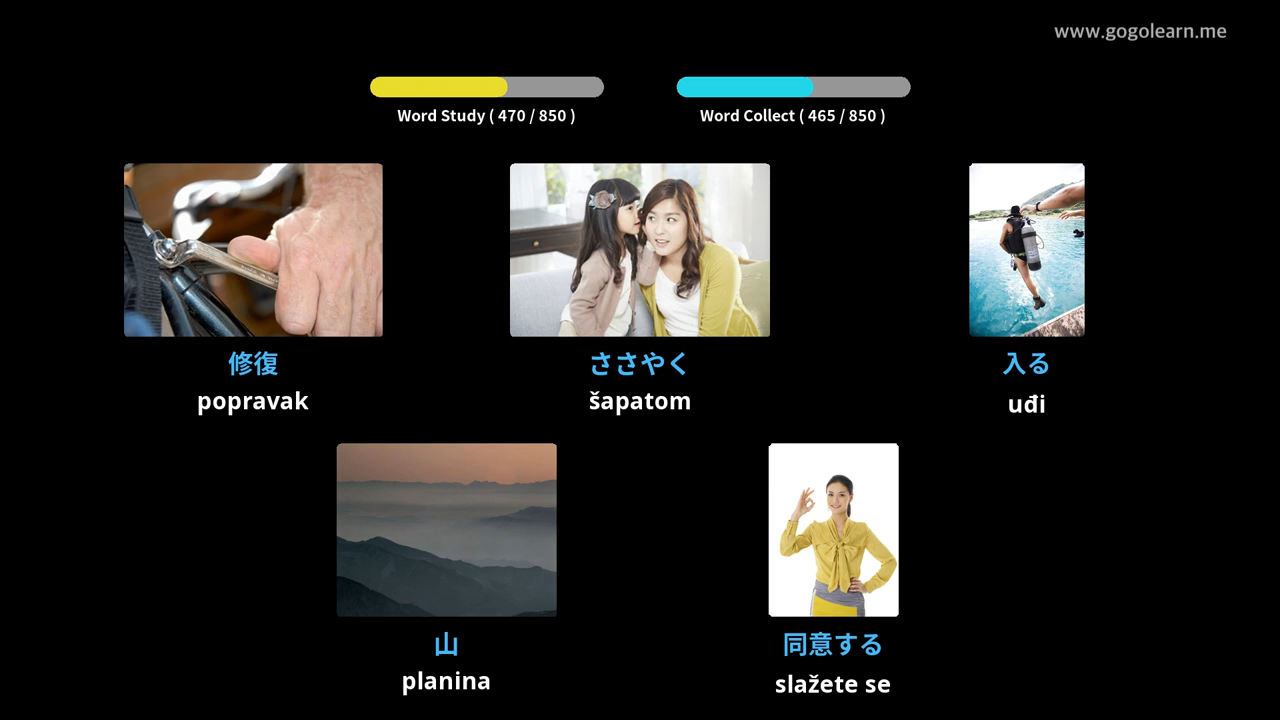 www.gogolearn.me
Word Study ( 470 / 850 )
Word Collect ( 465 / 850 )
修復
popravak
ささやく
šapatom
入る
uđi
山
planina
同意する
slažete se